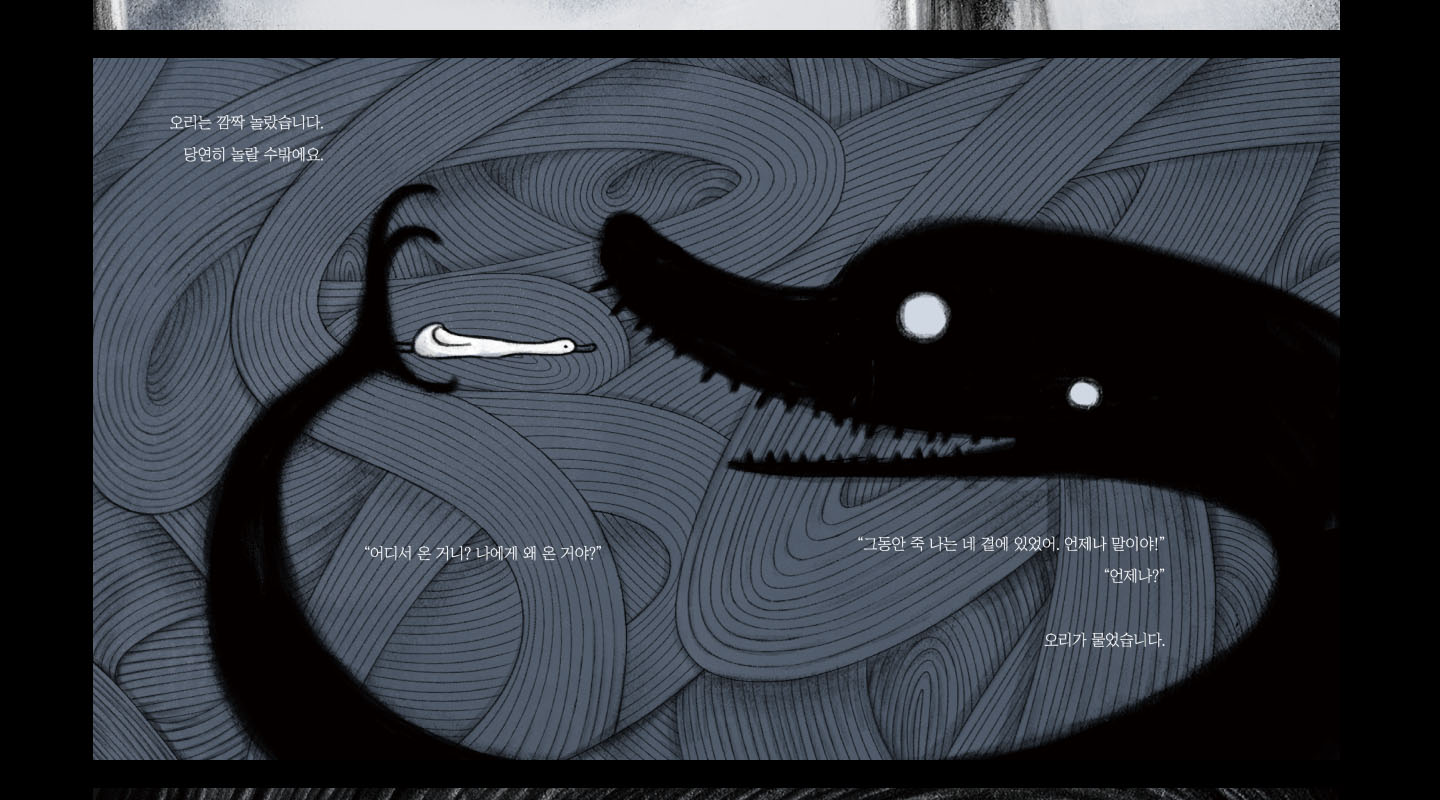 오리는 깜짝 놀랐습니다.
당연히 놀랄 수밖에요.
“어디서 온 거니? 나에게 왜 온 거야?”
“그동안 죽 나는 네 곁에 있었어. 언제나 말이야!”
“언제나?”
오리가 물었습니다.